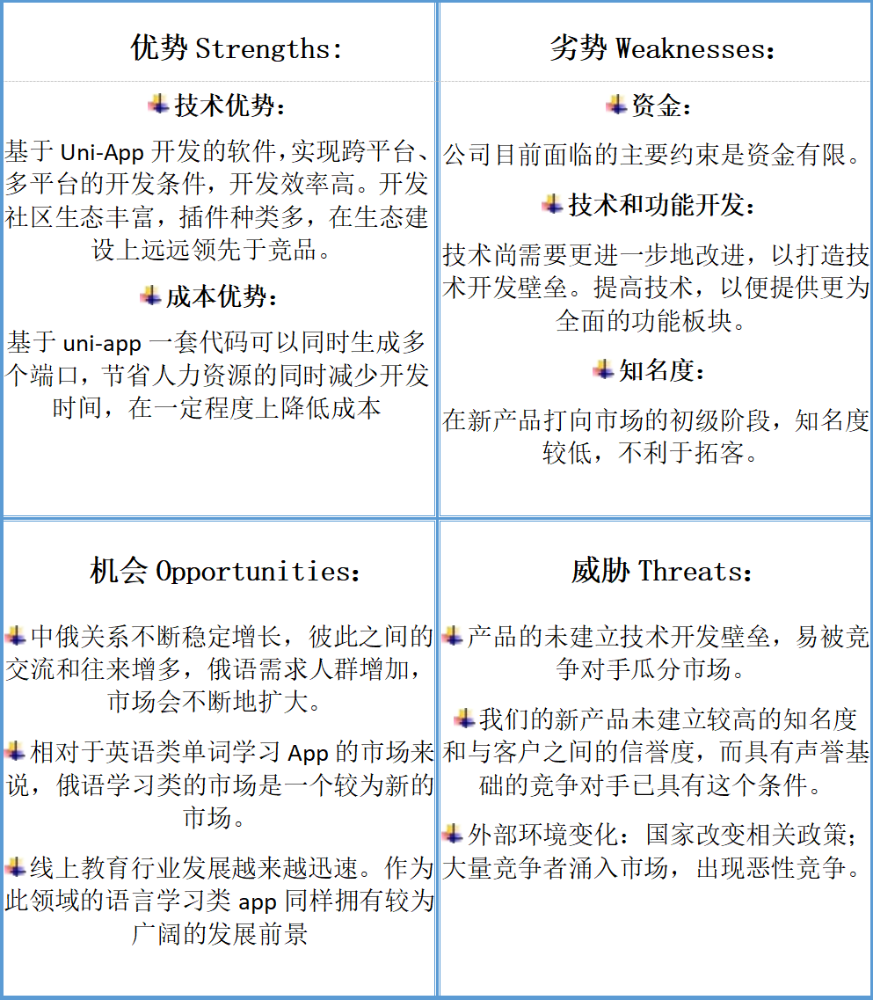 优势 Strengths:
技术优势：
基于 Uni-App 开发的软件，实现跨平台、
多平台的开发条件，开发效率高。开发
社区生态丰富，插件种类多，在生态建
设上远远领先于竞品。
成本优势：
基于 uni-app 一套代码可以同时生成多
个端口，节省人力资源的同时减少开发
时间，在一定程度上降低成本
劣势 Weaknesses：
资金：
公司目前面临的主要约束是资金有限。
技术和功能开发：
技术尚需要更进一步地改进，以打造技
术开发壁垒。提高技术，以便提供更为
全面的功能板块。
知名度：
在新产品打向市场的初级阶段，知名度
较低，不利于拓客。
机会 Opportunities：
中俄关系不断稳定增长，彼此之间的
交流和往来增多，俄语需求人群增加，
市场会不断地扩大。
相对于英语类单词学习 App 的市场来
说，俄语学习类的市场是一个较为新的
市场。
线上教育行业发展越来越迅速。作为
此领域的语言学习类 app 同样拥有较为
广阔的发展前景
威胁 Threats：
产品的未建立技术开发壁垒，易被竞
争对手瓜分市场。
我们的新产品未建立较高的知名度
和与客户之间的信誉度，而具有声誉基
础的竞争对手已具有这个条件。
外部环境变化：国家改变相关政策；
大量竞争者涌入市场，出现恶性竞争。